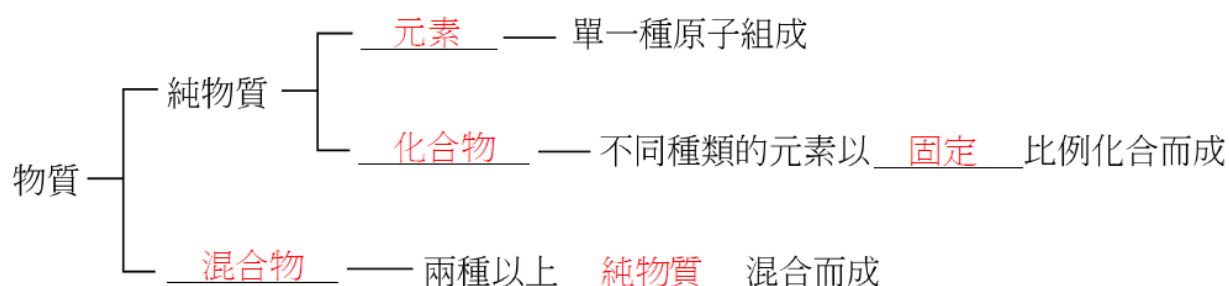 元素 單一種原子組成
純物質
化合物 不同種類的元素以 固定 比例化合而成
物質
混合物 兩種以上 純物質 混合而成